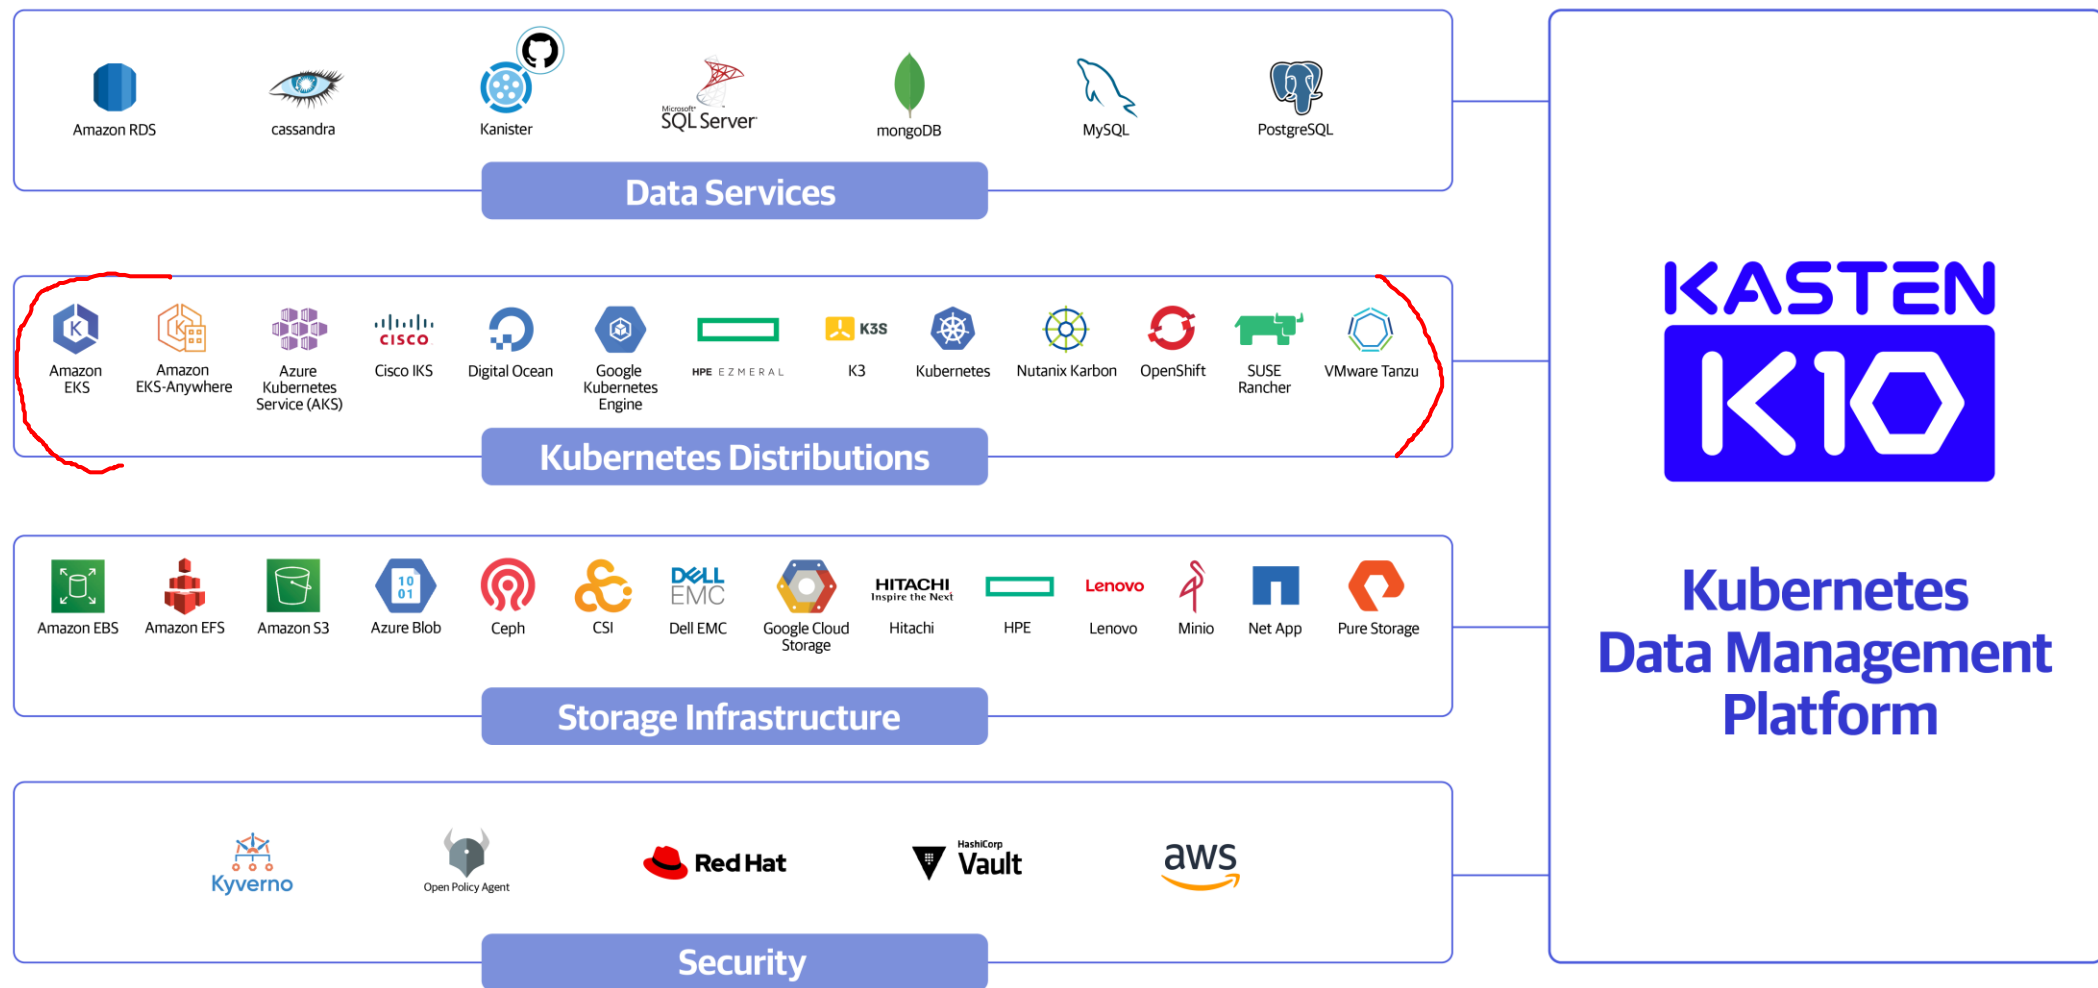 Amazon RDS
cassandra
Kanister
Microsoft®
SQL Server
mongoDB
MySQL
PostgreSQL
Data Services
K
Amazon
EKS
K
Amazon
EKS-Anywhere
Azure
Kubernetes
Service (AKS)
CISCO
Cisco IKS
Digital Ocean
Google
Kubernetes
Engine
HPE EZMERAL
K3S
K3
Kubernetes
Nutanix Karbon
OpenShift
SUSE
Rancher
VMware Tanzu
Kubernetes Distributions
Amazon EBS
Amazon EFS
Amazon S3
10
01
Azure Blob
Ceph
CSI
DELL
EMC
Dell EMC
Google Cloud
Storage
HITACHI
Inspire the Next
Hitachi
HPE
Lenovo
Lenovo
Minio
Net App
Pure Storage
Storage Infrastructure
Kyverno
Open Policy Agent
Red Hat
HashiCorp
Vault
aws
Security
KASTEN
K10
Kubernetes
Data Management
Platform